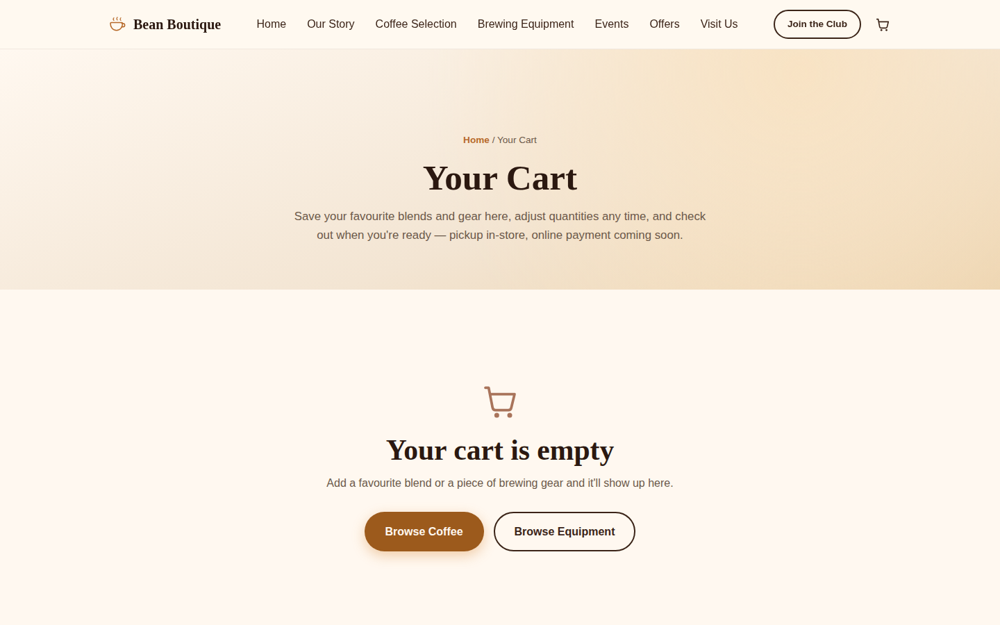 Bean Boutique
Home
Our Story
Coffee Selection
Brewing Equipment
Events
Offers
Visit Us
Join the Club
Home / Your Cart
Your Cart
Save your favourite blends and gear here, adjust quantities any time, and check
out when you're ready — pickup in-store, online payment coming soon.
Your cart is empty
Add a favourite blend or a piece of brewing gear and it'll show up here.
Browse Coffee
Browse Equipment